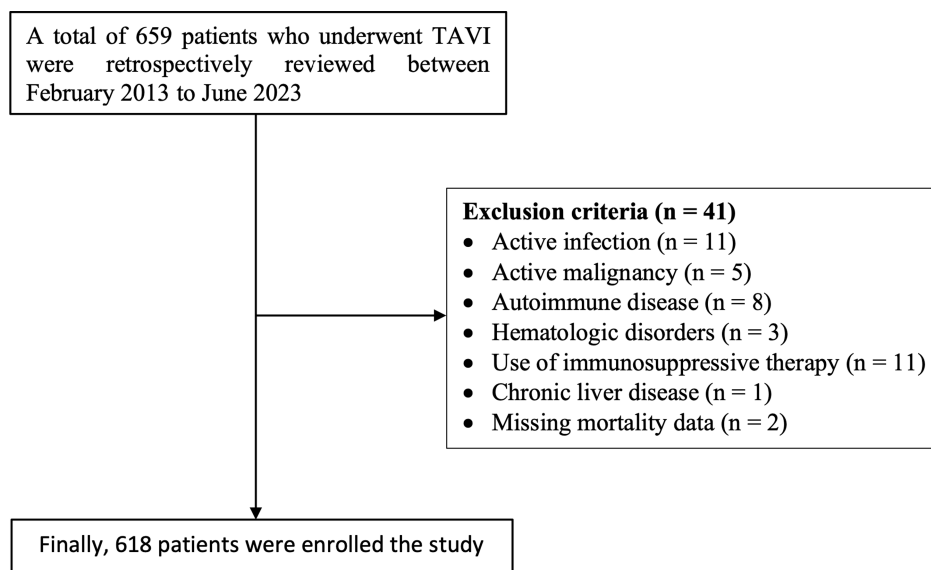 A total of 659 patients who underwent TAVI
were retrospectively reviewed between
February 2013 to June 2023
Exclusion criteria (n = 41)
• Active infection (n = 11)
• Active malignancy (n = 5)
• Autoimmune disease (n = 8)
• Hematologic disorders (n = 3)
• Use of immunosuppressive therapy (n = 11)
• Chronic liver disease (n = 1)
• Missing mortality data (n = 2)
Finally, 618 patients were enrolled the study